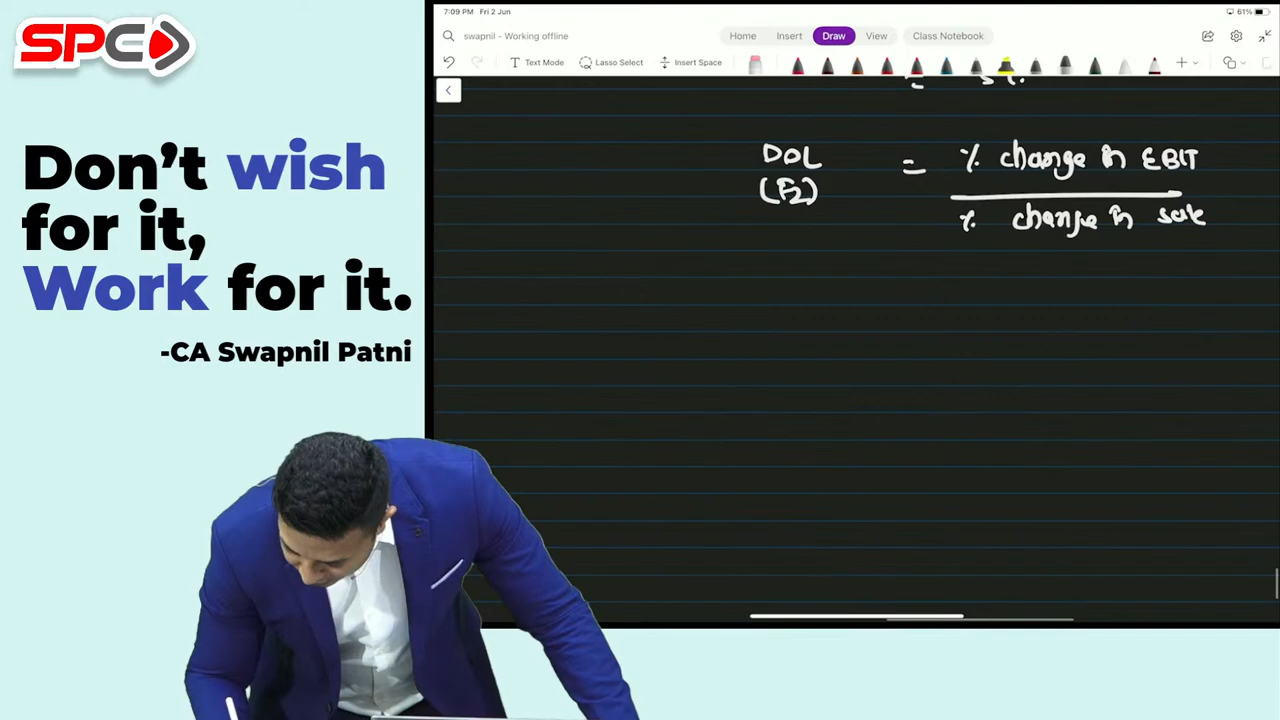 SPC
7:09 PM Fri 2 Jun
61%
swapnil - Working offline
Home Insert Draw View Class Notebook
Text Mode Lasso Select Insert Space
DOL = % change in EBIT
(F2) % change in sale
Don't wish
for it,
Work for it.
-CA Swapnil Patni